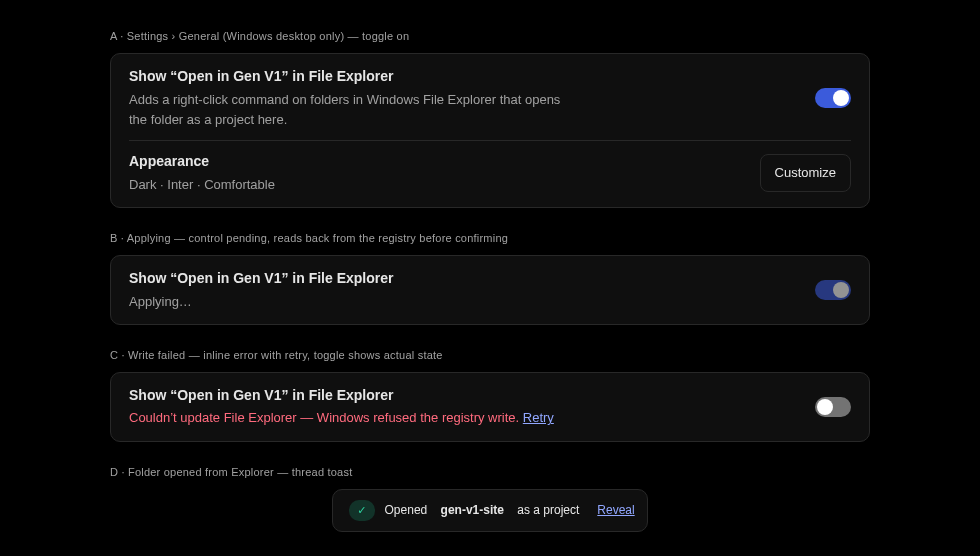 A · Settings › General (Windows desktop only) — toggle on
Show “Open in Gen V1” in File Explorer
Adds a right-click command on folders in Windows File Explorer that opens
the folder as a project here.
Appearance
Dark · Inter · Comfortable
Customize
B · Applying — control pending, reads back from the registry before confirming
Show “Open in Gen V1” in File Explorer
Applying…
C · Write failed — inline error with retry, toggle shows actual state
Show “Open in Gen V1” in File Explorer
Couldn’t update File Explorer — Windows refused the registry write. Retry
D · Folder opened from Explorer — thread toast
✓ Opened gen-v1-site as a project Reveal